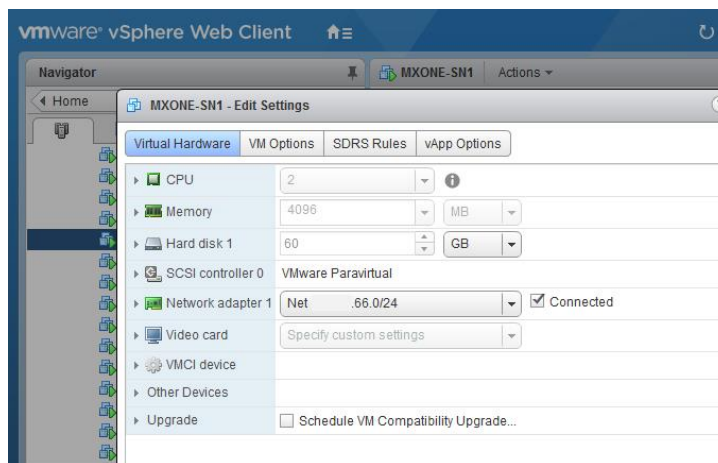 vmware® vSphere Web Client
Navigator
MXONE-SN1 Actions
Home
MXONE-SN1 - Edit Settings
Virtual Hardware VM Options SDRS Rules vApp Options
CPU 2
Memory 4096 MB
Hard disk 1 60 GB
SCSI controller 0 VMware Paravirtual
Network adapter 1 Net .66.0/24 Connected
Video card Specify custom settings
VMCI device
Other Devices
Upgrade Schedule VM Compatibility Upgrade...